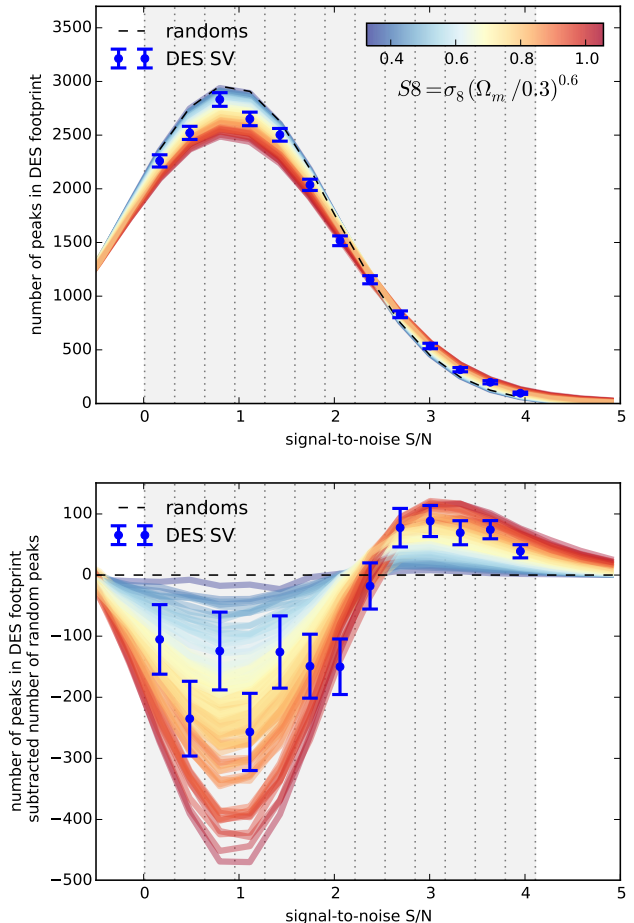 randoms
DES SV
0.4 0.6 0.8 1.0
S8=σ₈(Ωₘ/0.3)^0.6
number of peaks in DES footprint
3500
3000
2500
2000
1500
1000
500
0
0 1 2 3 4 5
signal-to-noise S/N
randoms
DES SV
number of peaks in DES footprint
subtracted number of random peaks
100
0
−100
−200
−300
−400
−500
0 1 2 3 4 5
signal-to-noise S/N